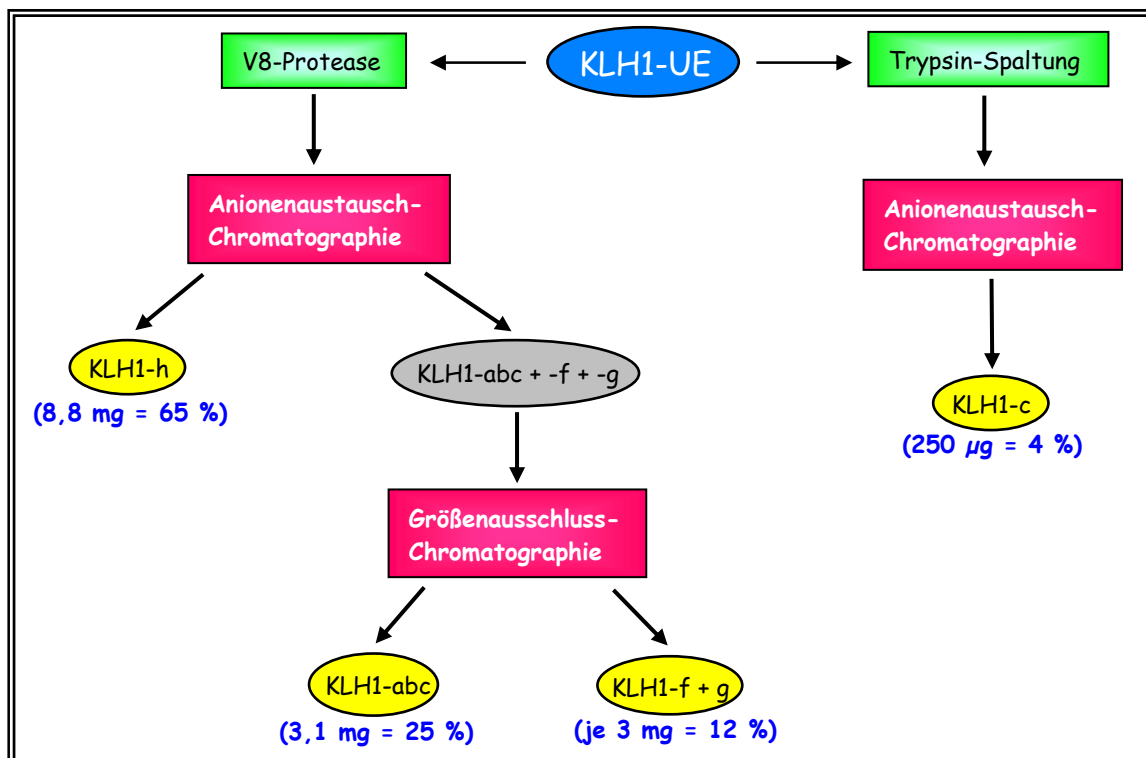 V8-Protease
KLH1-UE
Trypsin-Spaltung
Anionenaustausch-
Chromatographie
Anionenaustausch-
Chromatographie
KLH1-h
(8,8 mg = 65 %)
KLH1-abc + -f + -g
KLH1-c
(250 µg = 4 %)
Größenausschluss-
Chromatographie
KLH1-abc
(3,1 mg = 25 %)
KLH1-f + g
(je 3 mg = 12 %)